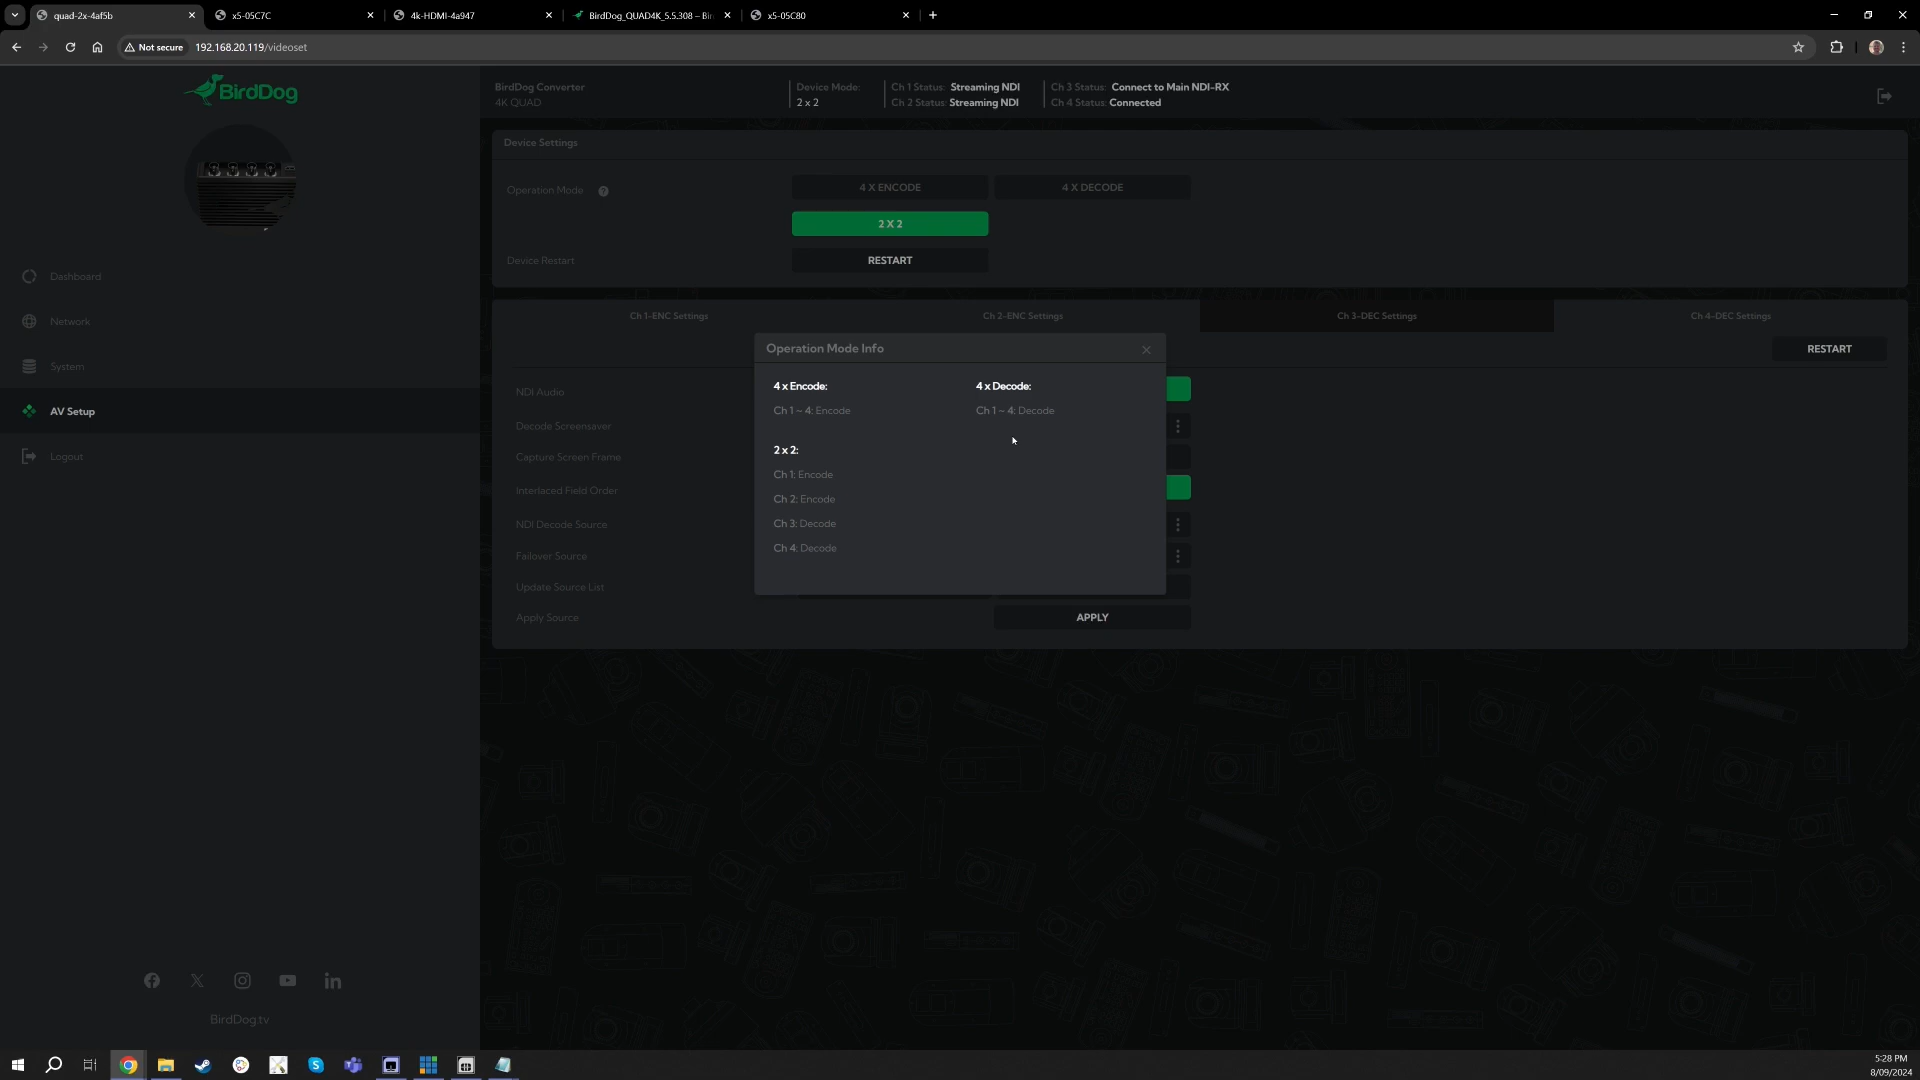 quad-2x-4af5b
x5-05C7C
4k-HDMI-4a947
BirdDog_QUAD4K_5.5.308 – Bir
x5-05C80
Not secure
192.168.20.119/videoset
BirdDog
BirdDog Converter
4K QUAD
Device Mode:
2 x 2
Ch 1 Status: Streaming NDI
Ch 2 Status: Streaming NDI
Ch 3 Status: Connect to Main NDI-RX
Ch 4 Status: Connected
Device Settings
Operation Mode ?
4 X ENCODE
4 X DECODE
2 X 2
Device Restart
RESTART
Dashboard
Network
System
AV Setup
Logout
Ch 1-ENC Settings
Ch 2-ENC Settings
Ch 3-DEC Settings
Ch 4-DEC Settings
RESTART
NDI Audio
Decode Screensaver
Capture Screen Frame
Interlaced Field Order
NDI Decode Source
Failover Source
Update Source List
Apply Source
APPLY
Operation Mode Info
4 x Encode:
Ch 1 ~ 4: Encode
4 x Decode:
Ch 1 ~ 4: Decode
2 x 2:
Ch 1: Encode
Ch 2: Encode
Ch 3: Decode
Ch 4: Decode
BirdDog.tv
5:28 PM
8/09/2024